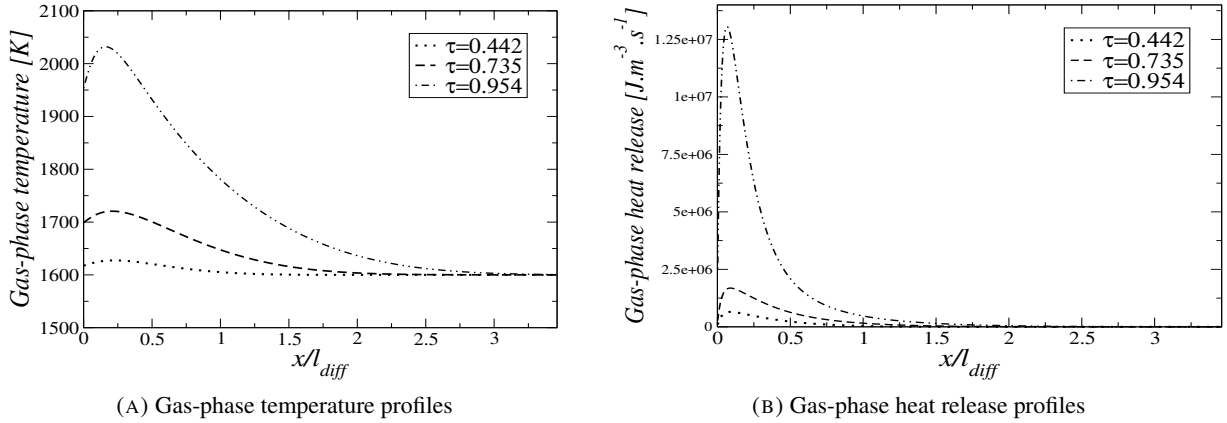 2100
2000
1900
1800
1700
1600
1500
Gas-phase temperature [K]
τ=0.442
τ=0.735
τ=0.954
0 0.5 1 1.5 2 2.5 3
x/l_diff
(A) Gas-phase temperature profiles
1.25e+07
1e+07
7.5e+06
5e+06
2.5e+06
0
Gas-phase heat release [J.m⁻³.s⁻¹]
τ=0.442
τ=0.735
τ=0.954
0 0.5 1 1.5 2 2.5 3
x/l_diff
(B) Gas-phase heat release profiles